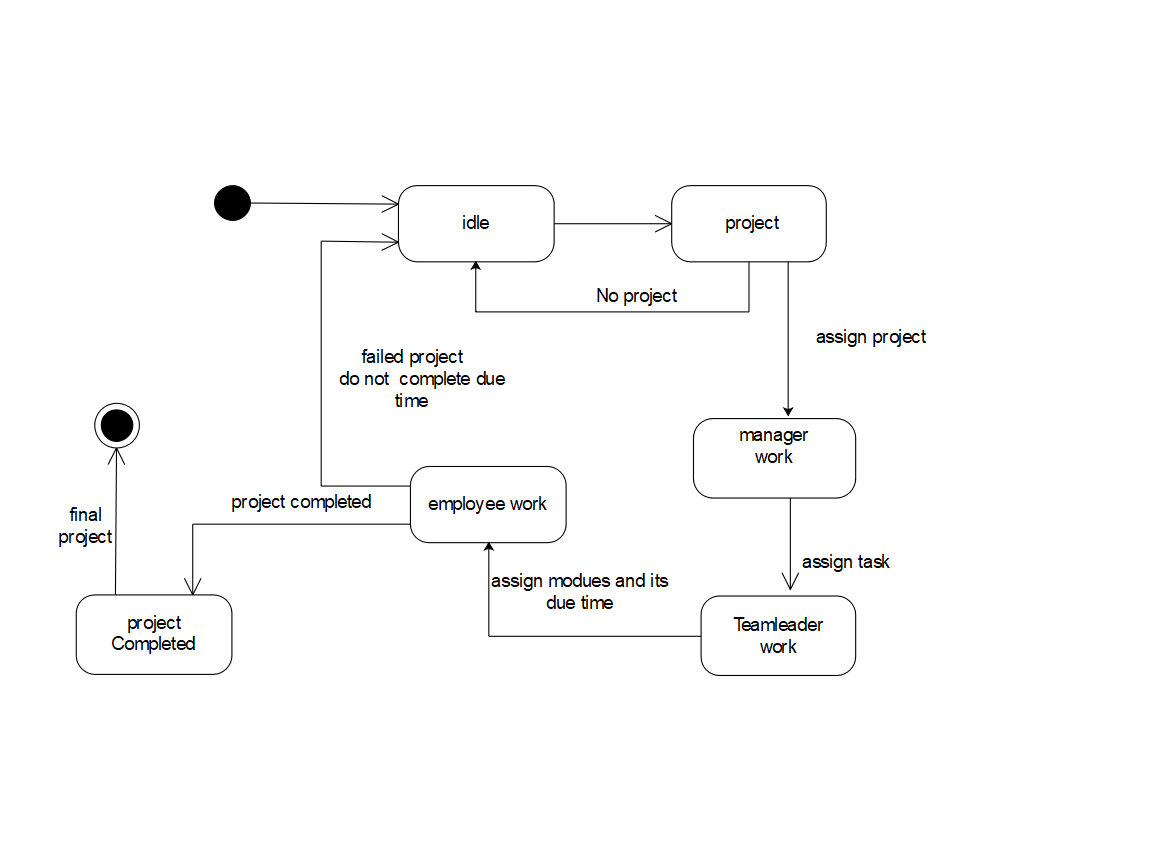 idle
project
No project
assign project
failed project
do not complete due
time
manager
work
project completed
employee work
final
project
assign task
assign modues and its
due time
project
Completed
Teamleader
work